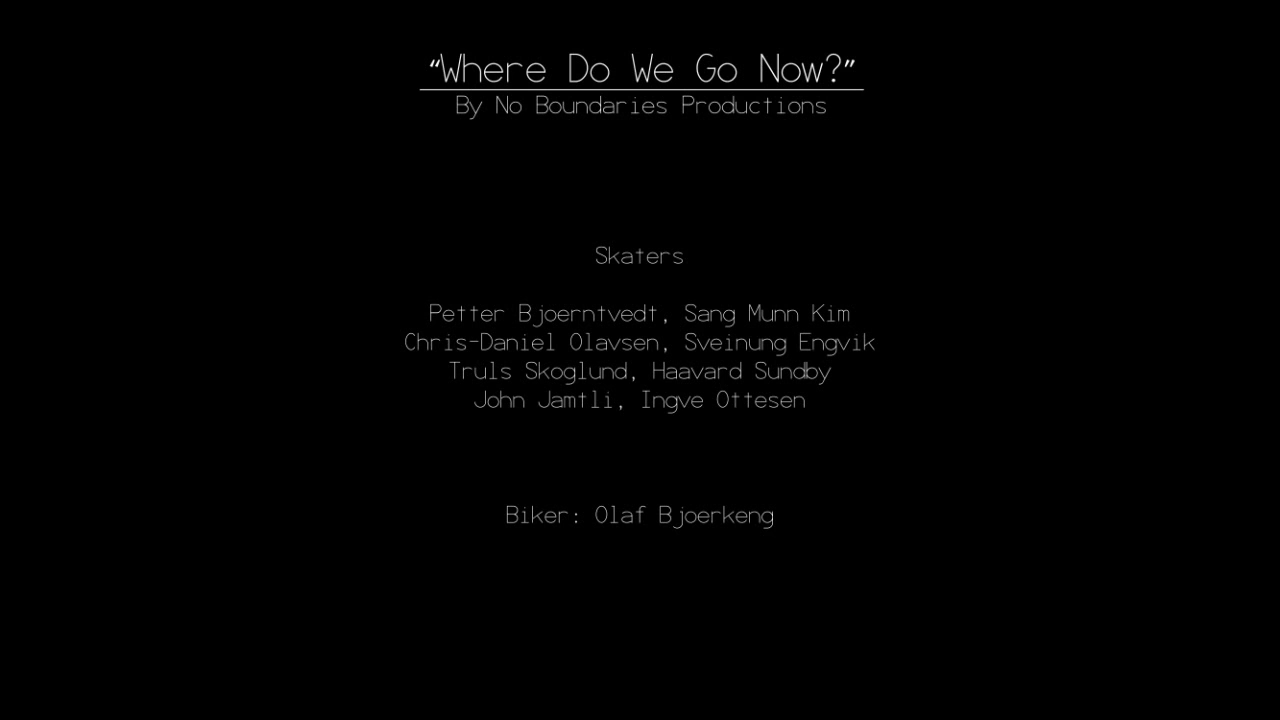 “Where Do We Go Now?”
By No Boundaries Productions
Skaters
Petter Bjoerntvedt, Sang Munn Kim
Chris-Daniel Olavsen, Sveinung Engvik
Truls Skoglund, Haavard Sundby
John Jamtli, Ingve Ottesen
Biker: Olaf Bjoerkeng